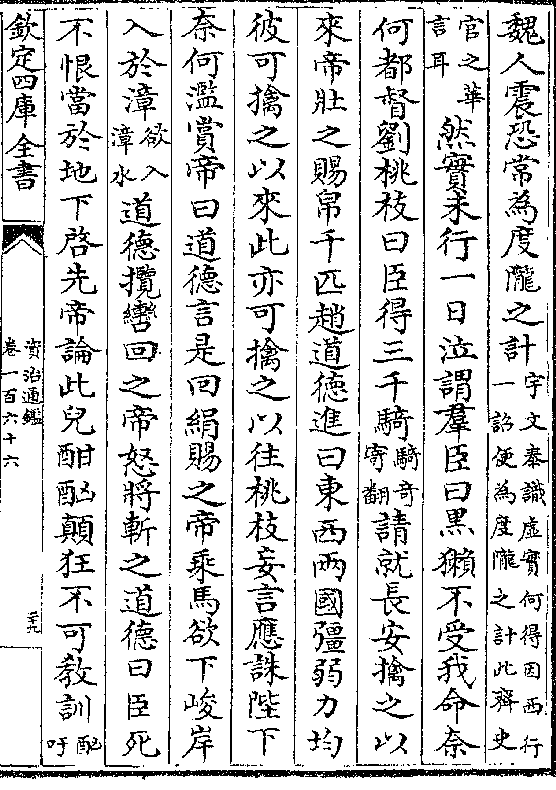 魏人震恐常為度隴之計宇文泰識虛實何得因西行一詔便為度隴之計此齊史
官之華言耳然實未行一日泣謂羣臣曰黑獺不受我命奈
何都督劉桃枝曰臣得三千騎騎奇寄翻請就長安擒之以
來帝壯之賜帛千匹趙道德進曰東西兩國彊弱力均
彼可擒之以來此亦可擒之以往桃枝妄言應誅陛下
奈何濫賞帝曰道德言是回絹賜之帝乘馬欲下峻岸
入於漳欲入漳水道德攬轡回之帝怒將斬之道德曰臣死
不恨當於地下啓先帝論此兒酣酗顛狂不可教訓酗吁
欽定四庫全書
資治通鑑
卷一百六十六